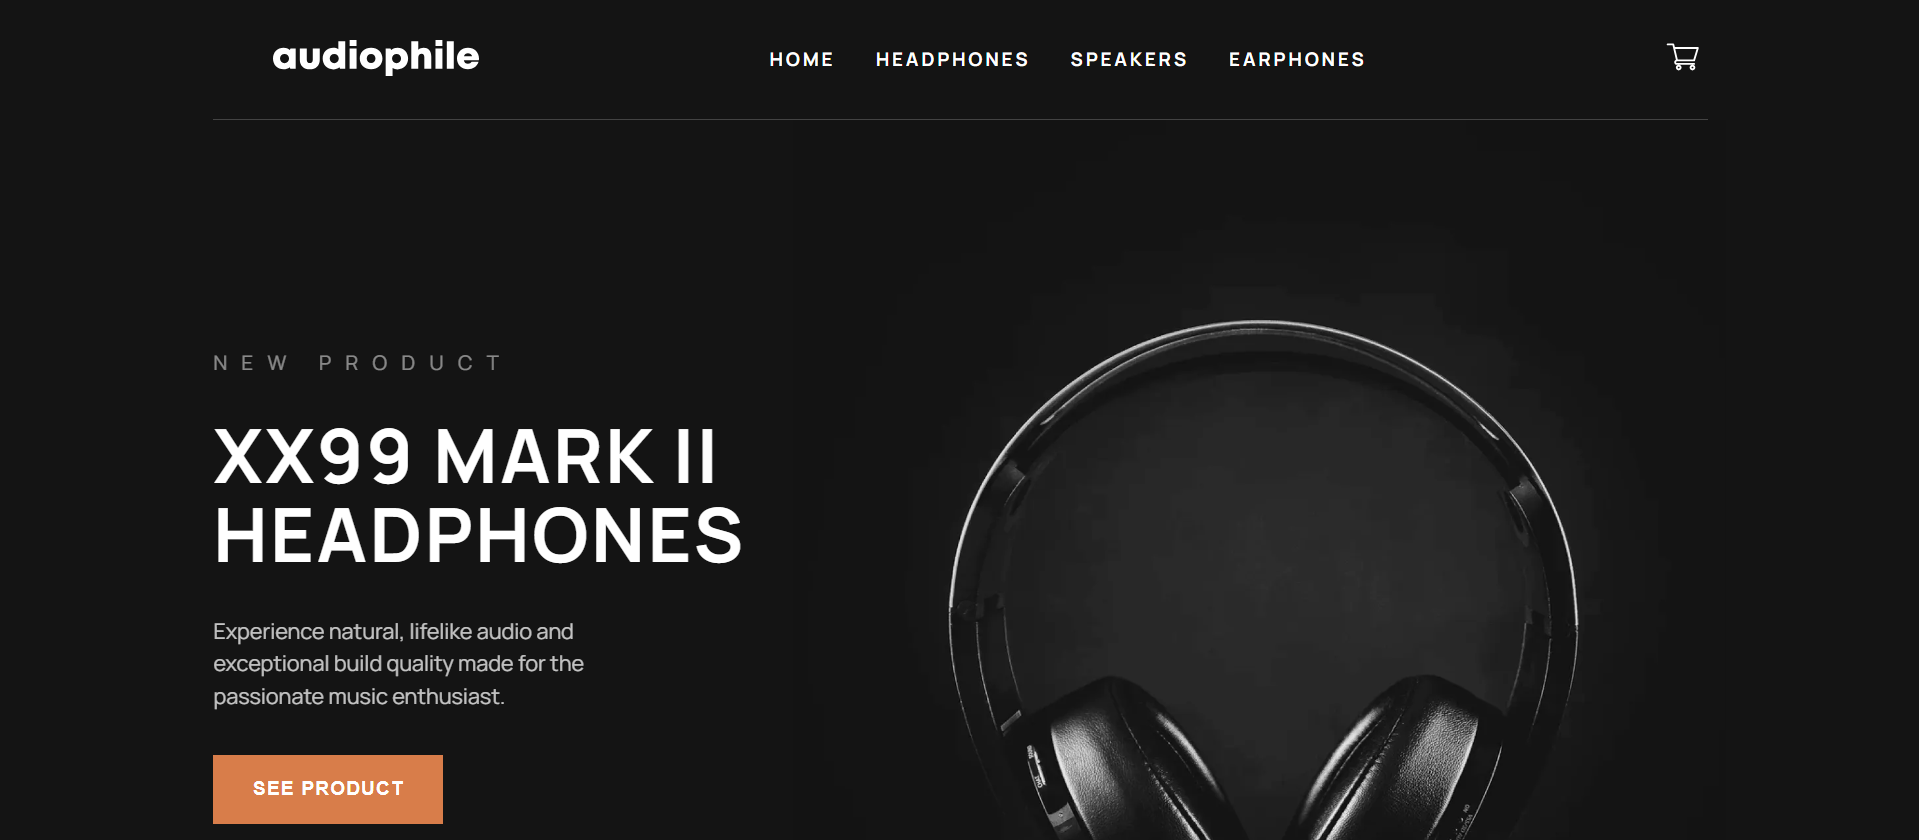 audiophile
HOME HEADPHONES SPEAKERS EARPHONES
NEW PRODUCT
XX99 MARK II
HEADPHONES
Experience natural, lifelike audio and
exceptional build quality made for the
passionate music enthusiast.
SEE PRODUCT